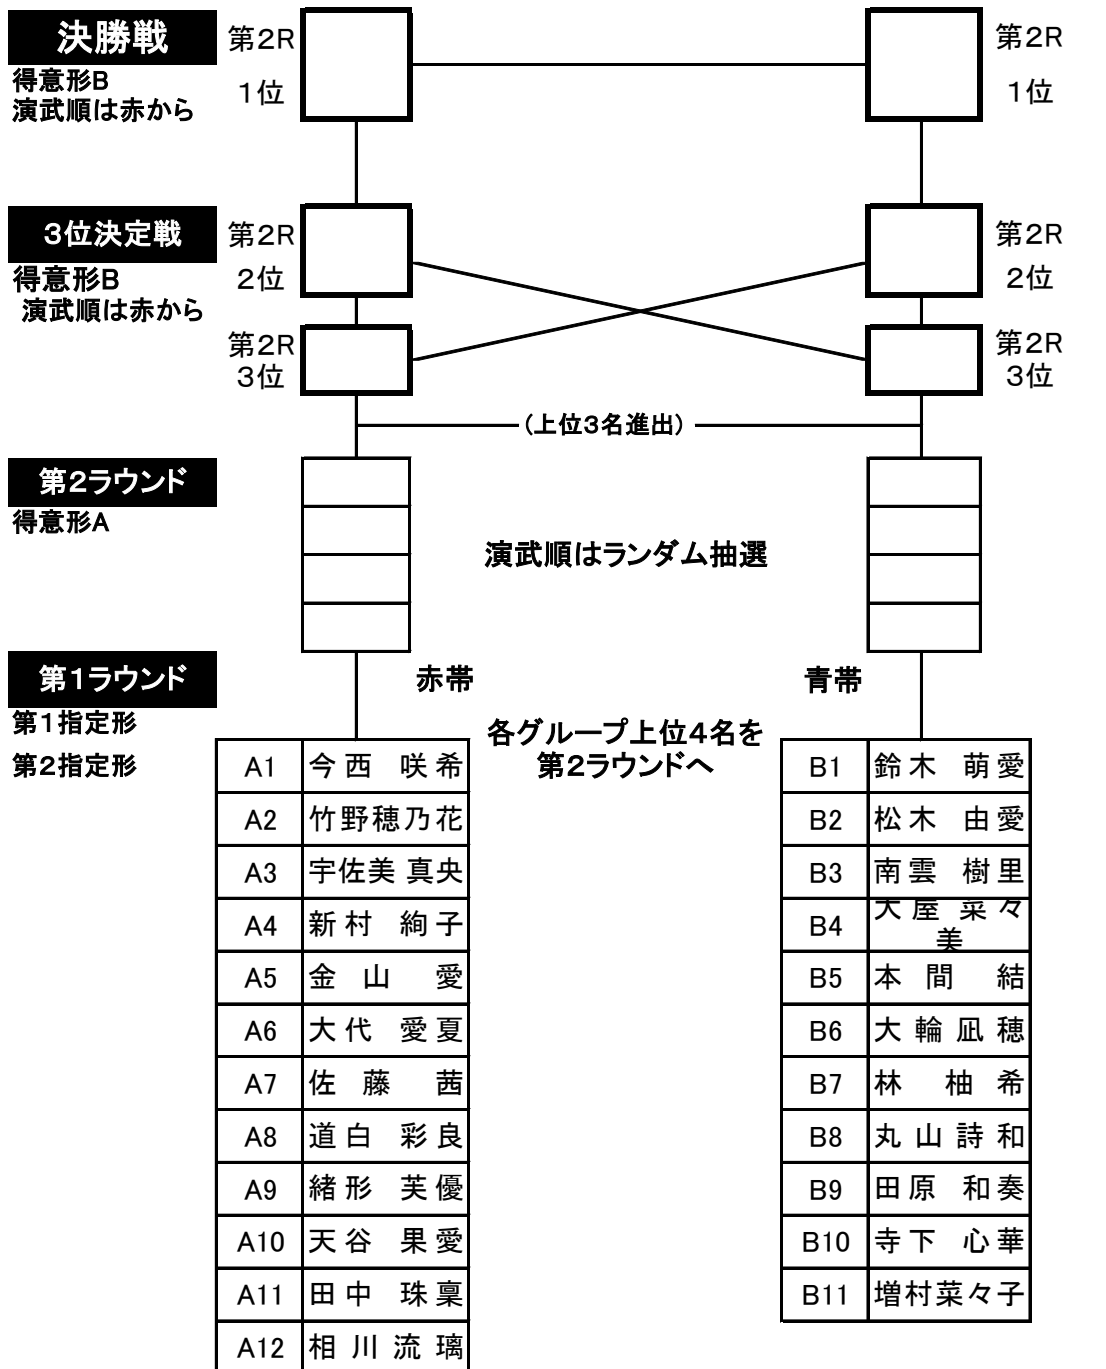 決勝戦
第2R
1位
第2R
1位
得意形B
演武順は赤から
3位決定戦
第2R
2位
第2R
2位
得意形B
演武順は赤から
第2R
3位
第2R
3位
(上位3名進出)
第2ラウンド
得意形A
演武順はランダム抽選
第1ラウンド
赤帯
青帯
第1指定形
第2指定形
各グループ上位4名を
第2ラウンドへ
A1 今西 咲希
A2 竹野穂乃花
A3 宇佐美 真央
A4 新村 絢子
A5 金山 愛
A6 大代 愛夏
A7 佐藤 茜
A8 道白 彩良
A9 緒形 芙優
A10 天谷 果愛
A11 田中 珠稟
A12 相川流璃
B1 鈴木 萌愛
B2 松木 由愛
B3 南雲 樹里
B4 大屋 菜々
美
B5 本間 結
B6 大輪凪穂
B7 林 柚希
B8 丸山詩和
B9 田原 和奏
B10 寺下 心華
B11 増村菜々子